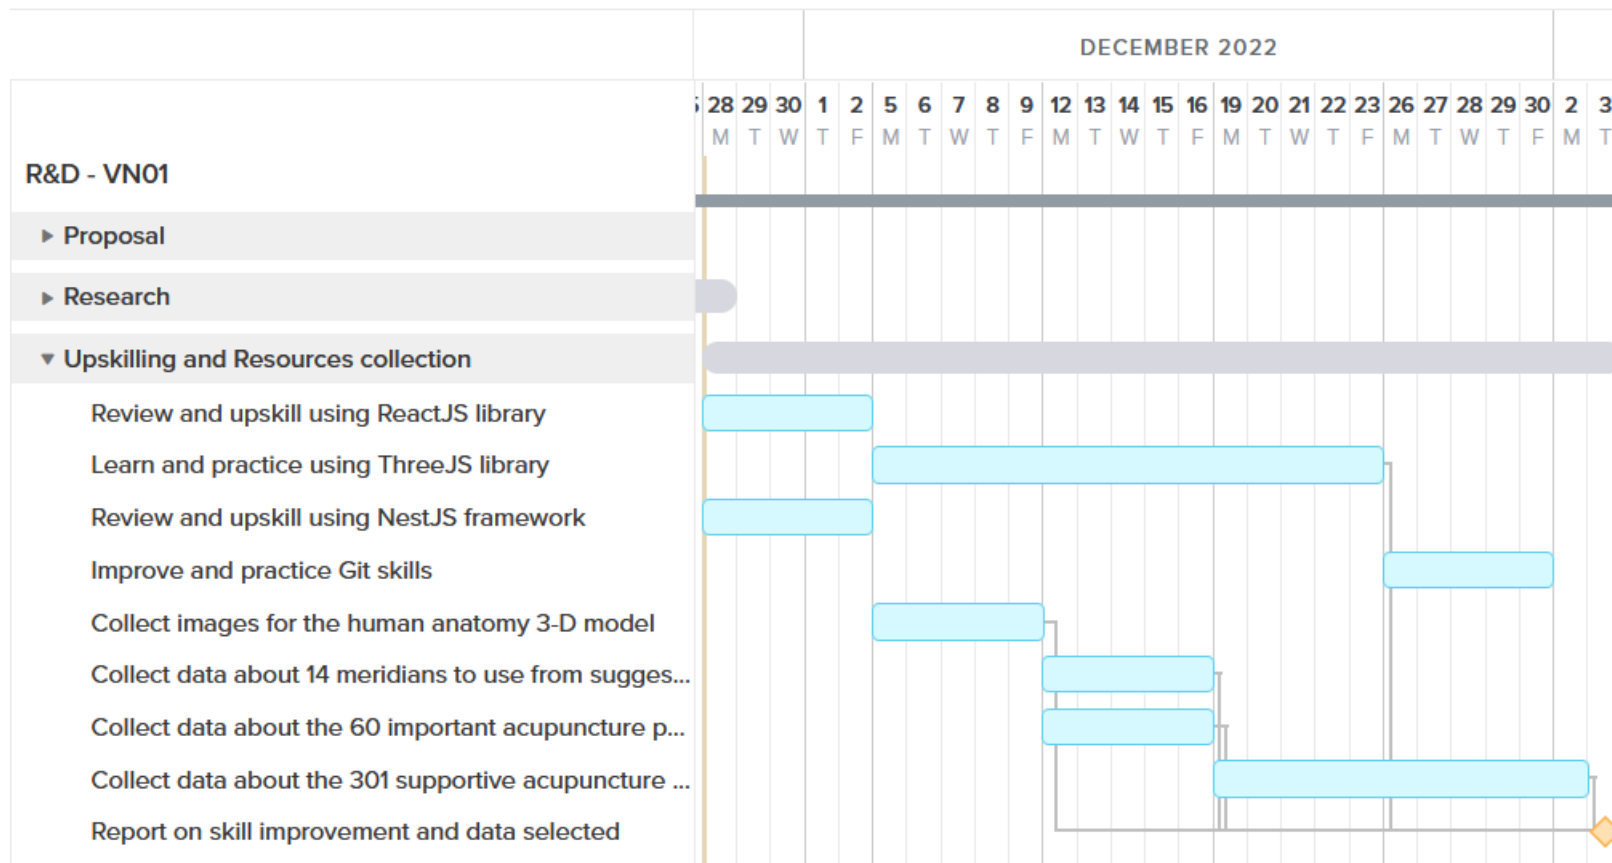 DECEMBER 2022
28 29 30 1 2 5 6 7 8 9 12 13 14 15 16 19 20 21 22 23 26 27 28 29 30 2 3
M T W T F M T W T F M T W T F M T W T F M T W T F M T
R&D - VN01
Proposal
Research
Upskilling and Resources collection
Review and upskill using ReactJS library
Learn and practice using ThreeJS library
Review and upskill using NestJS framework
Improve and practice Git skills
Collect images for the human anatomy 3-D model
Collect data about 14 meridians to use from sugges...
Collect data about the 60 important acupuncture p...
Collect data about the 301 supportive acupuncture ...
Report on skill improvement and data selected